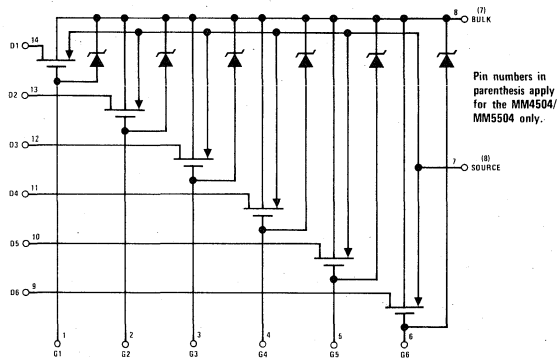 8 (7)
BULK
14
D1
Pin numbers in
parenthesis apply
for the MM4504/
MM5504 only.
13
D2
12
D3
7 (8)
SOURCE
11
D4
10
D5
9
D6
1 2 3 4 5 6
G1 G2 G3 G4 G5 G6